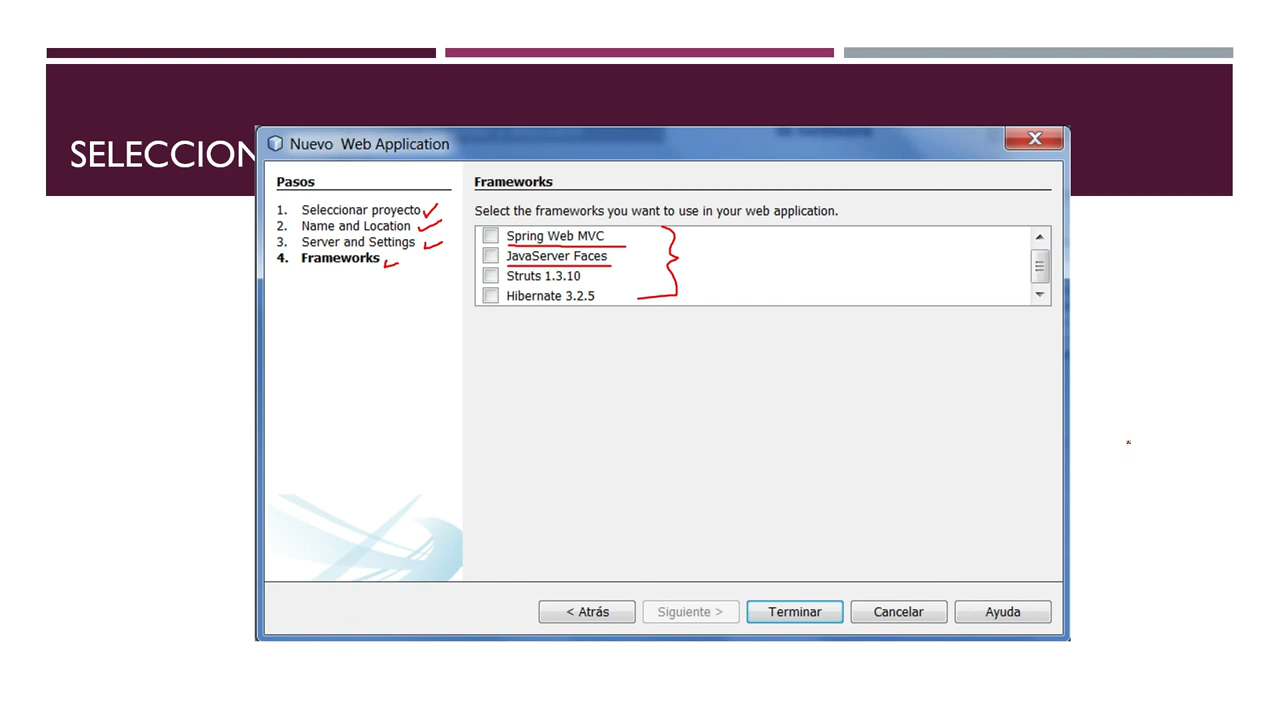 SELECCION
Nuevo Web Application
Pasos
1. Seleccionar proyecto
2. Name and Location
3. Server and Settings
4. Frameworks
Frameworks
Select the frameworks you want to use in your web application.
Spring Web MVC
JavaServer Faces
Struts 1.3.10
Hibernate 3.2.5
< Atrás
Siguiente >
Terminar
Cancelar
Ayuda